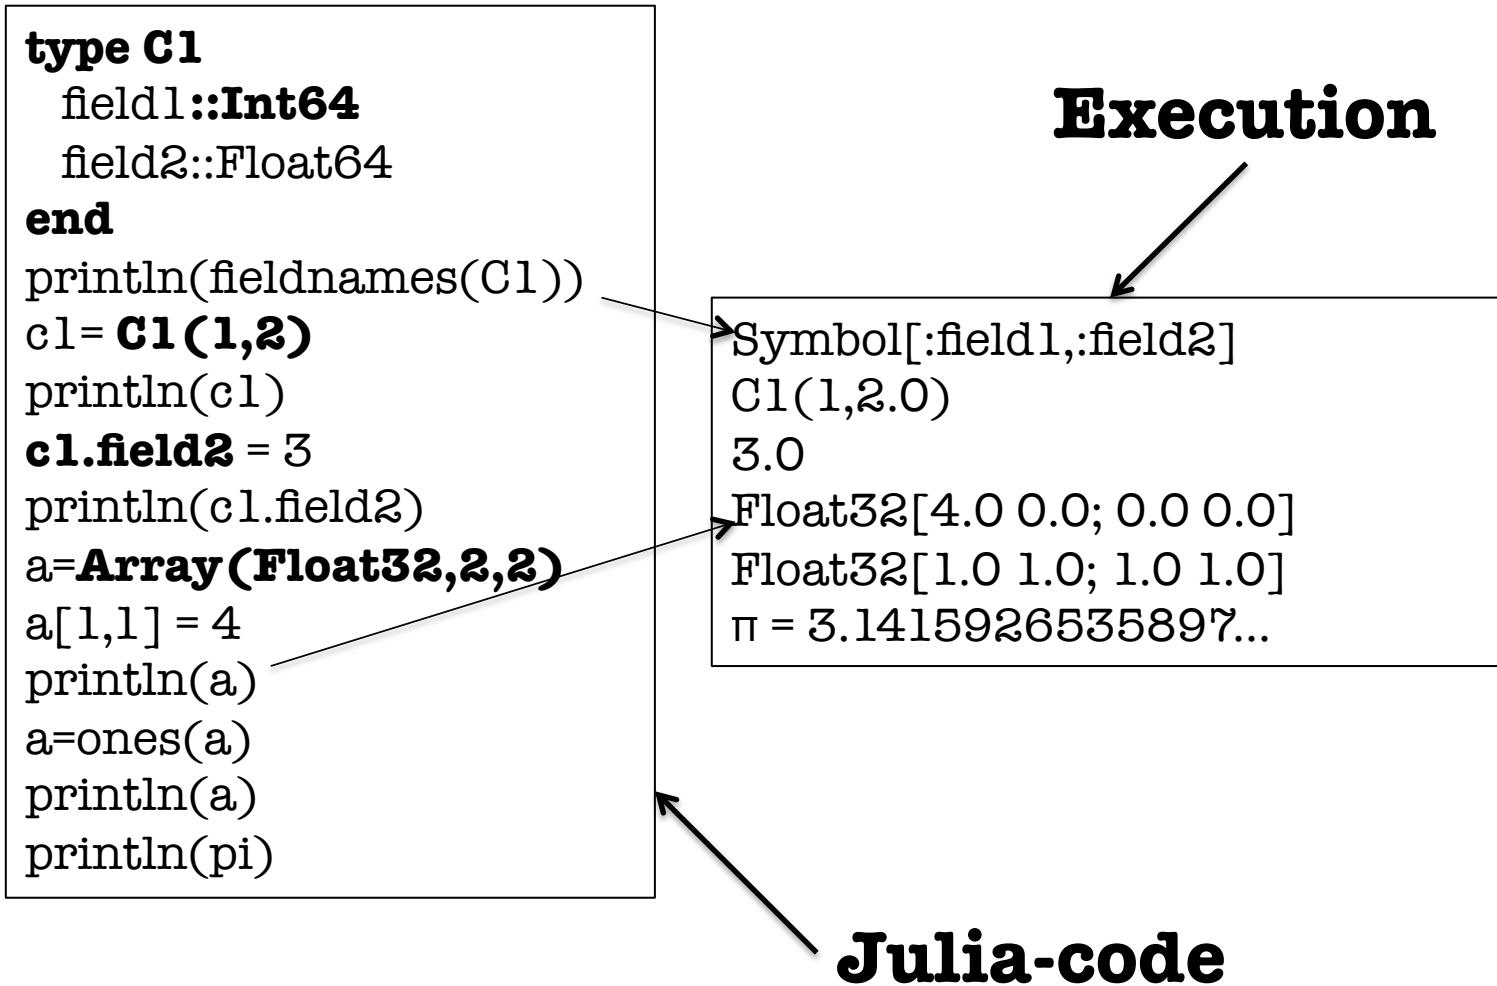 type C1
field1::Int64
field2::Float64
end
println(fieldnames(C1))
c1= C1(1,2)
println(c1)
c1.field2 = 3
println(c1.field2)
a=Array(Float32,2,2)
a[1,1] = 4
println(a)
a=ones(a)
println(a)
println(pi)
Execution
Symbol[:field1,:field2]
C1(1,2.0)
3.0
Float32[4.0 0.0; 0.0 0.0]
Float32[1.0 1.0; 1.0 1.0]
π = 3.1415926535897...
Julia-code